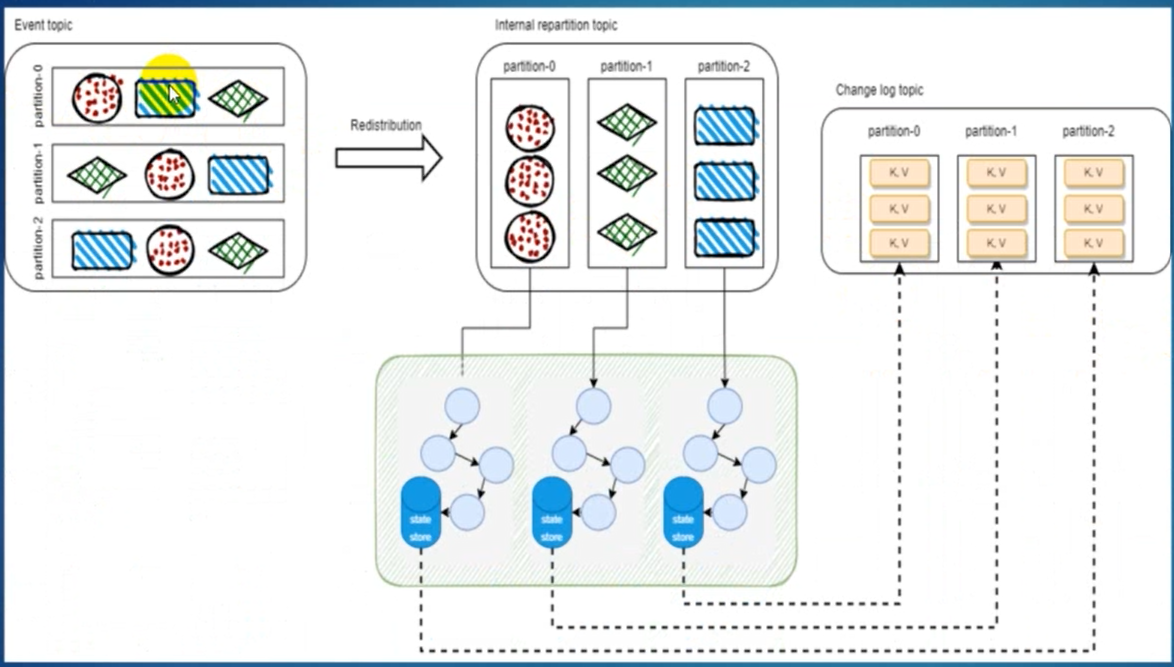 Event topic
partition-0
partition-1
partition-2
Redistribution
Internal repartition topic
partition-0
partition-1
partition-2
Change log topic
partition-0
partition-1
partition-2
K, V
K, V
K, V
K, V
K, V
K, V
K, V
K, V
K, V
state
store
state
store
state
store